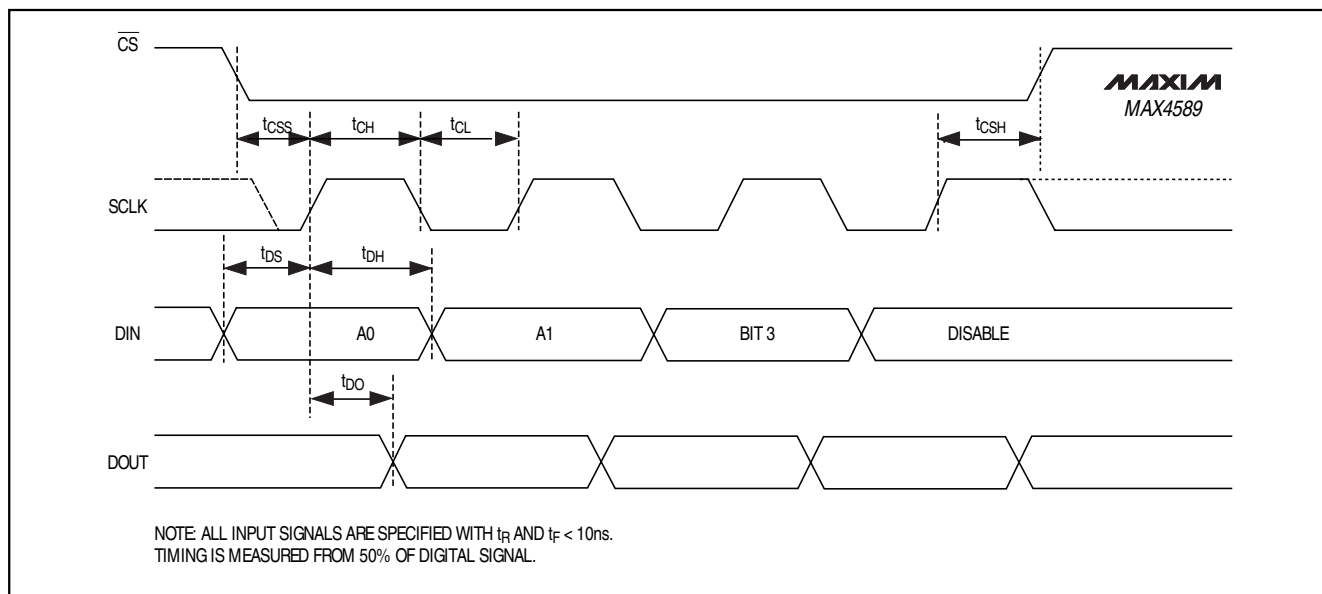 CS
MAXIM
MAX4589
tCSS
tCH
tCL
tCSH
SCLK
tDS
tDH
DIN
A0
A1
BIT 3
DISABLE
tDO
DOUT
NOTE: ALL INPUT SIGNALS ARE SPECIFIED WITH tR AND tF < 10ns.
TIMING IS MEASURED FROM 50% OF DIGITAL SIGNAL.